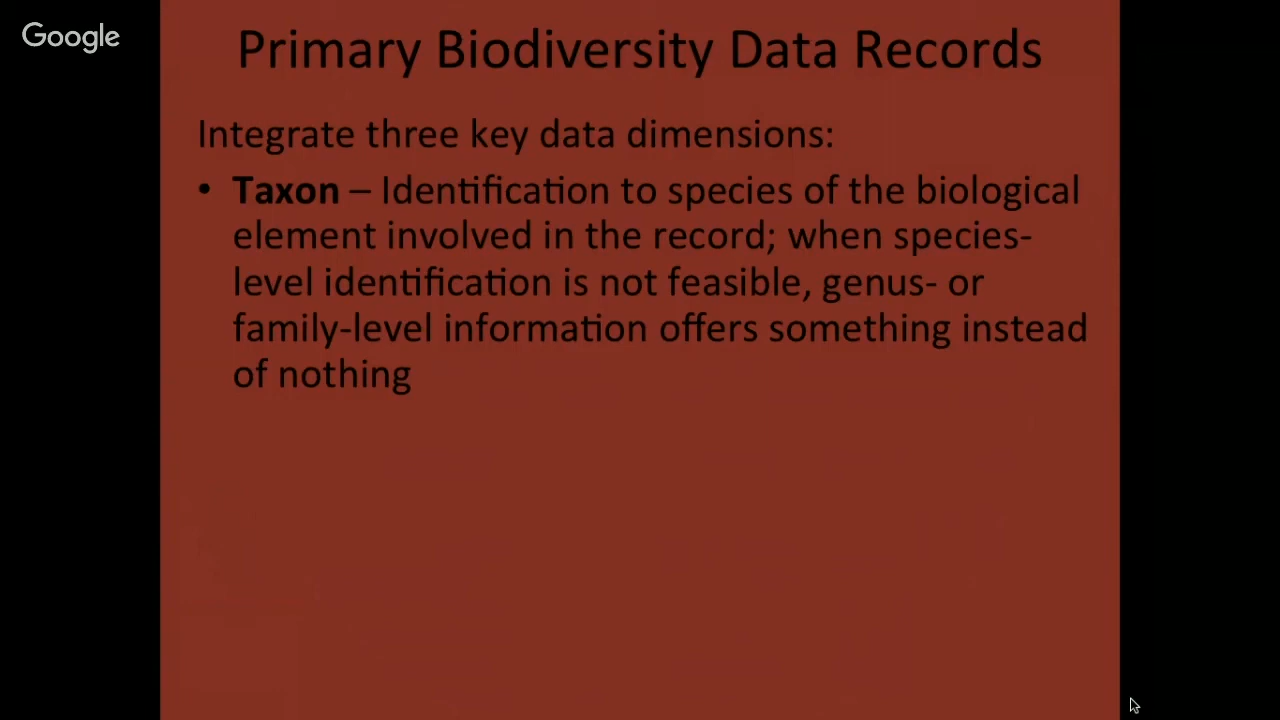 Google
Primary Biodiversity Data Records
Integrate three key data dimensions:
• Taxon – Identification to species of the biological
element involved in the record; when species-
level identification is not feasible, genus- or
family-level information offers something instead
of nothing